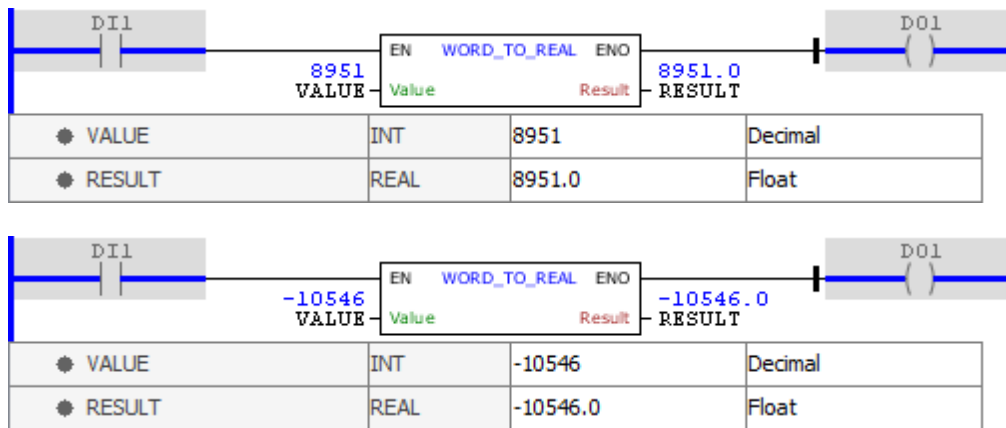 DI1 DO1
EN WORD_TO_REAL ENO
8951 8951.0
VALUE Value Result RESULT
VALUE INT 8951 Decimal
RESULT REAL 8951.0 Float
DI1 DO1
EN WORD_TO_REAL ENO
-10546 -10546.0
VALUE Value Result RESULT
VALUE INT -10546 Decimal
RESULT REAL -10546.0 Float